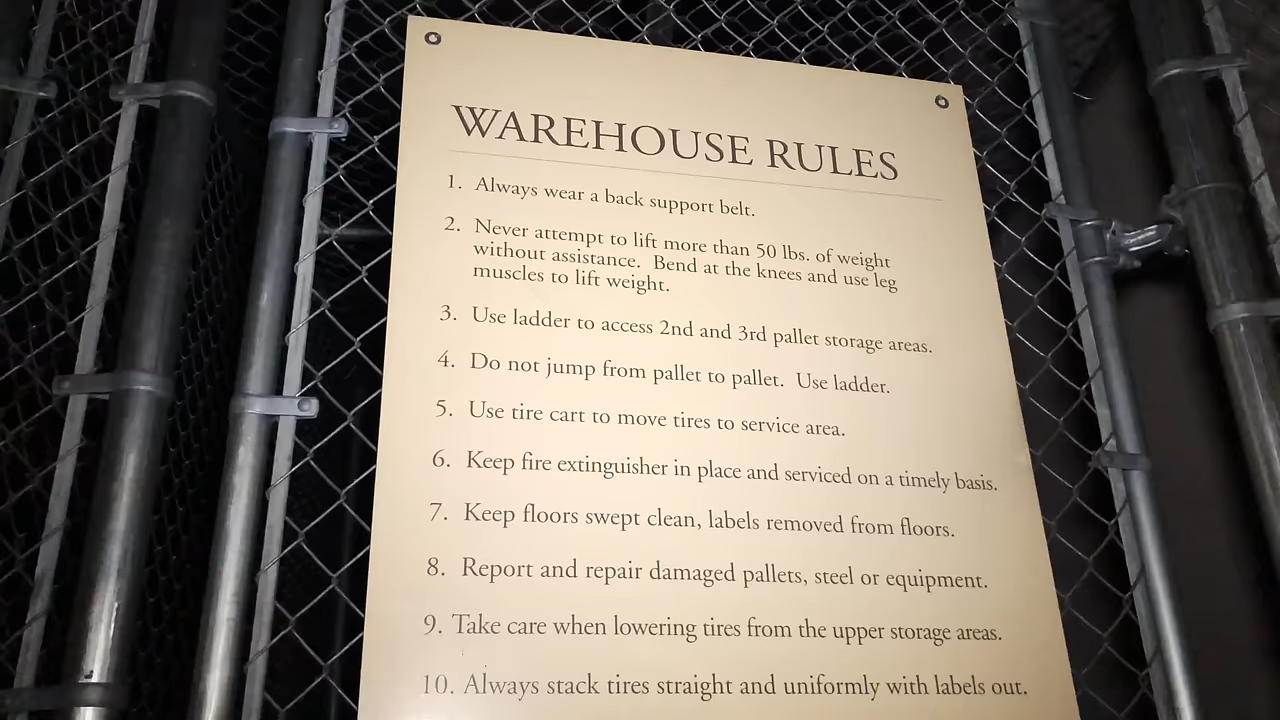 WAREHOUSE RULES
1. Always wear a back support belt.
2. Never attempt to lift more than 50 lbs. of weight
without assistance. Bend at the knees and use leg
muscles to lift weight.
3. Use ladder to access 2nd and 3rd pallet storage areas.
4. Do not jump from pallet to pallet. Use ladder.
5. Use tire cart to move tires to service area.
6. Keep fire extinguisher in place and serviced on a timely basis.
7. Keep floors swept clean, labels removed from floors.
8. Report and repair damaged pallets, steel or equipment.
9. Take care when lowering tires from the upper storage areas.
10. Always stack tires straight and uniformly with labels out.